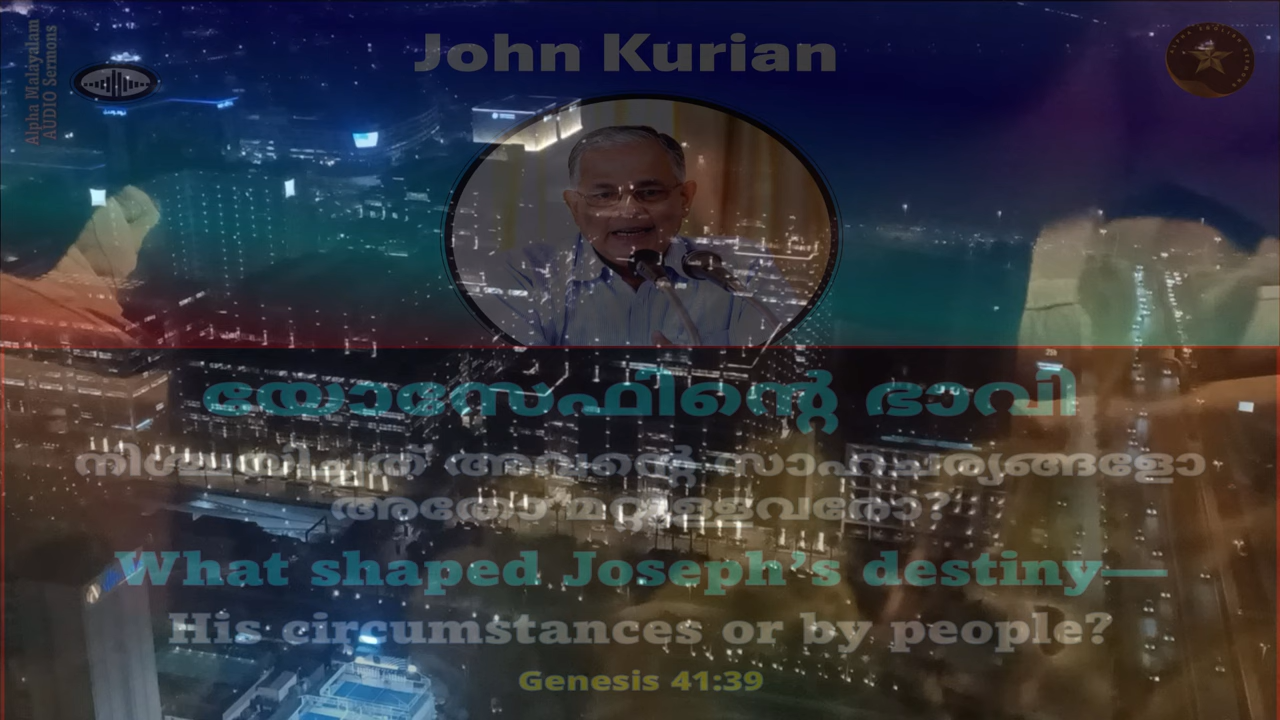 John Kurian
Alpha Malayalam
AUDIO Sermons
യോസേഫിന്റെ ഭാവി
നിശ്ചയിച്ചത് അവന്റെ സാഹചര്യങ്ങളോ
അതോ മറ്റുള്ളവരോ?
What shaped Joseph’s destiny—
His circumstances or by people?
Genesis 41:39